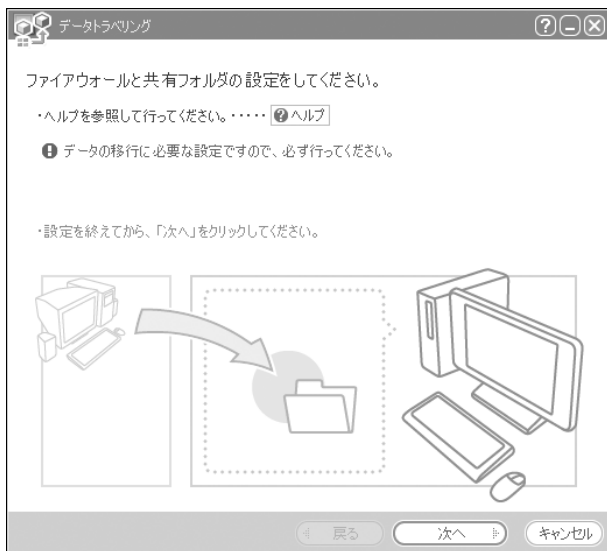 データトラベリング
ファイアウォールと共有フォルダの設定をしてください。
・ヘルプを参照して行ってください。・・・・・ ?ヘルプ
! データの移行に必要な設定ですので、必ず行ってください。
・設定を終えてから、「次へ」をクリックしてください。
戻る 次へ キャンセル